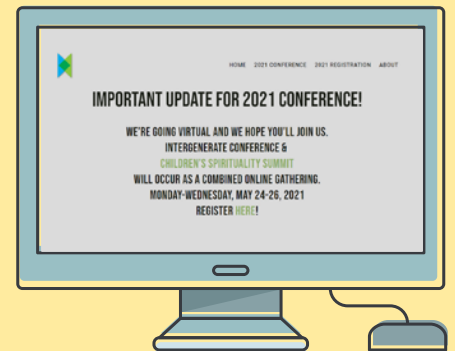 HOME 2021 CONFERENCE 2021 REGISTRATION ABOUT
IMPORTANT UPDATE FOR 2021 CONFERENCE!
WE'RE GOING VIRTUAL AND WE HOPE YOU'LL JOIN US.
INTERGENERATE CONFERENCE &
CHILDREN'S SPIRITUALITY SUMMIT
WILL OCCUR AS A COMBINED ONLINE GATHERING.
MONDAY-WEDNESDAY, MAY 24-26, 2021
REGISTER HERE!